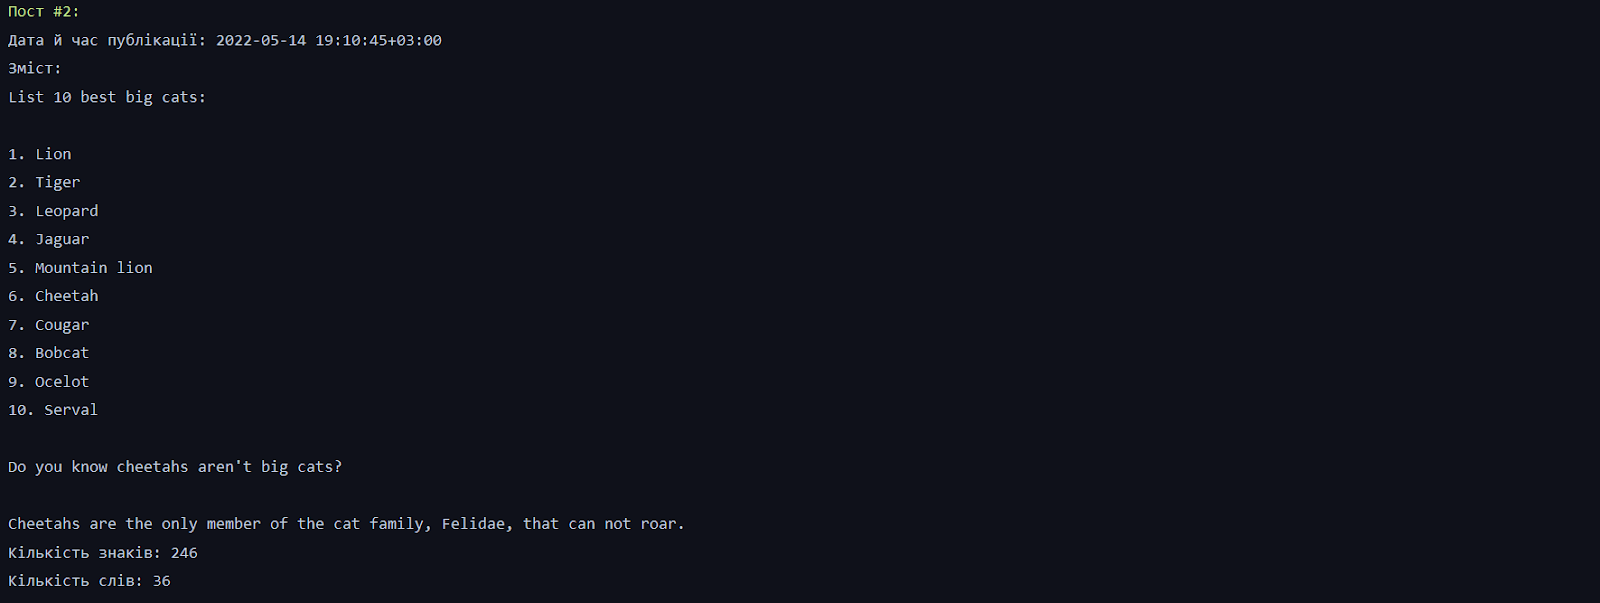 Пост #2:
Дата й час публікації: 2022-05-14 19:10:45+03:00
Зміст:
List 10 best big cats:
1. Lion
2. Tiger
3. Leopard
4. Jaguar
5. Mountain lion
6. Cheetah
7. Cougar
8. Bobcat
9. Ocelot
10. Serval
Do you know cheetahs aren't big cats?
Cheetahs are the only member of the cat family, Felidae, that can not roar.
Кількість знаків: 246
Кількість слів: 36